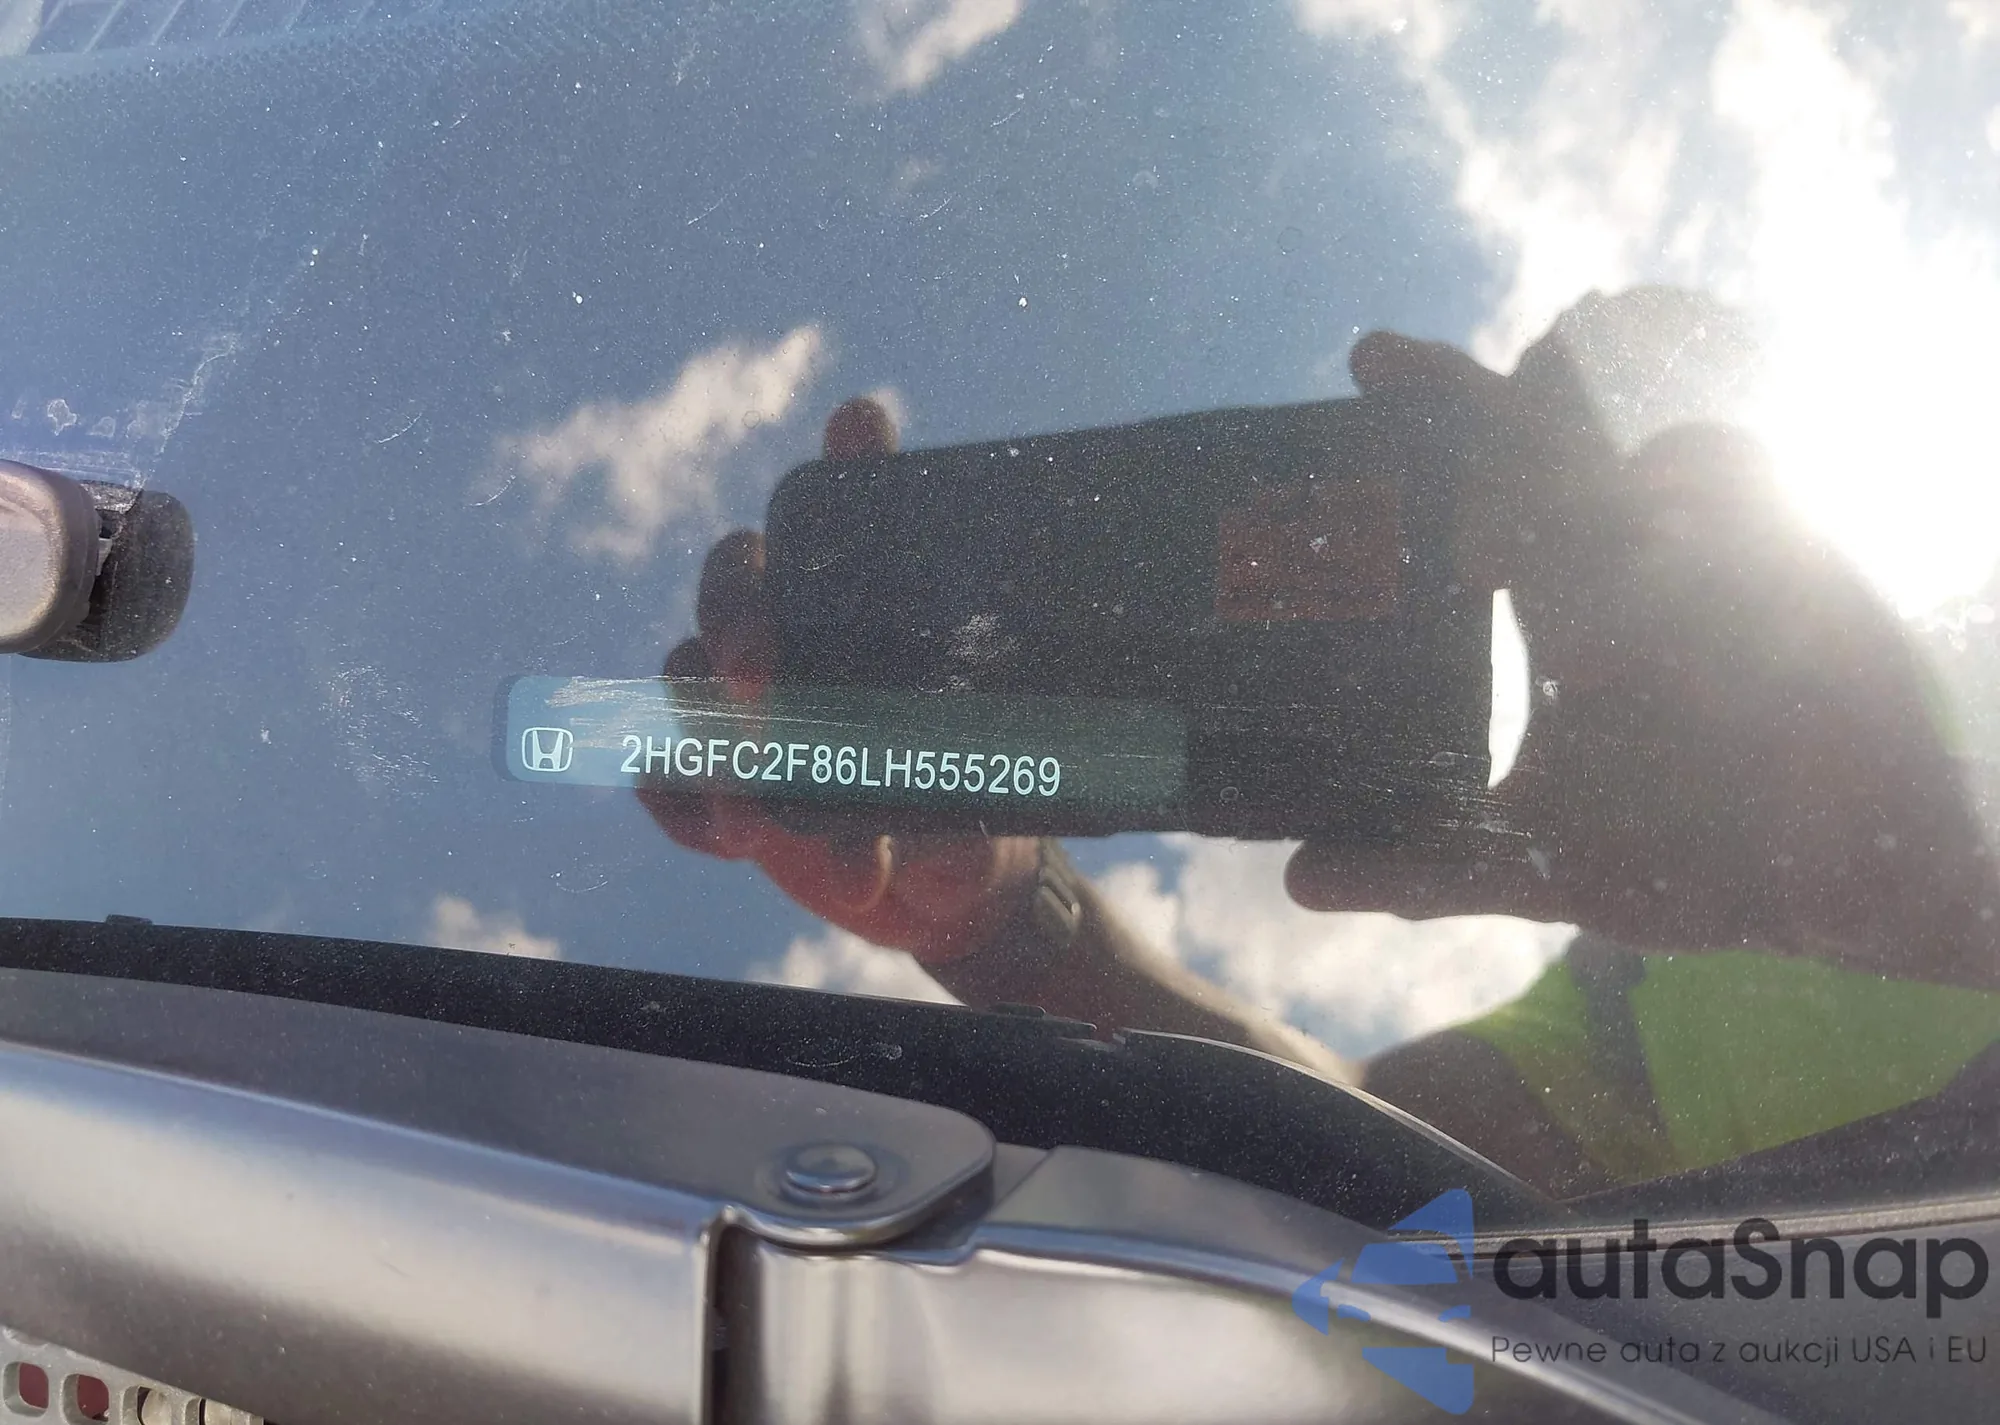 2HGFC2F86LH555269
autaSnap
Pewne auta z aukcji USA i EU